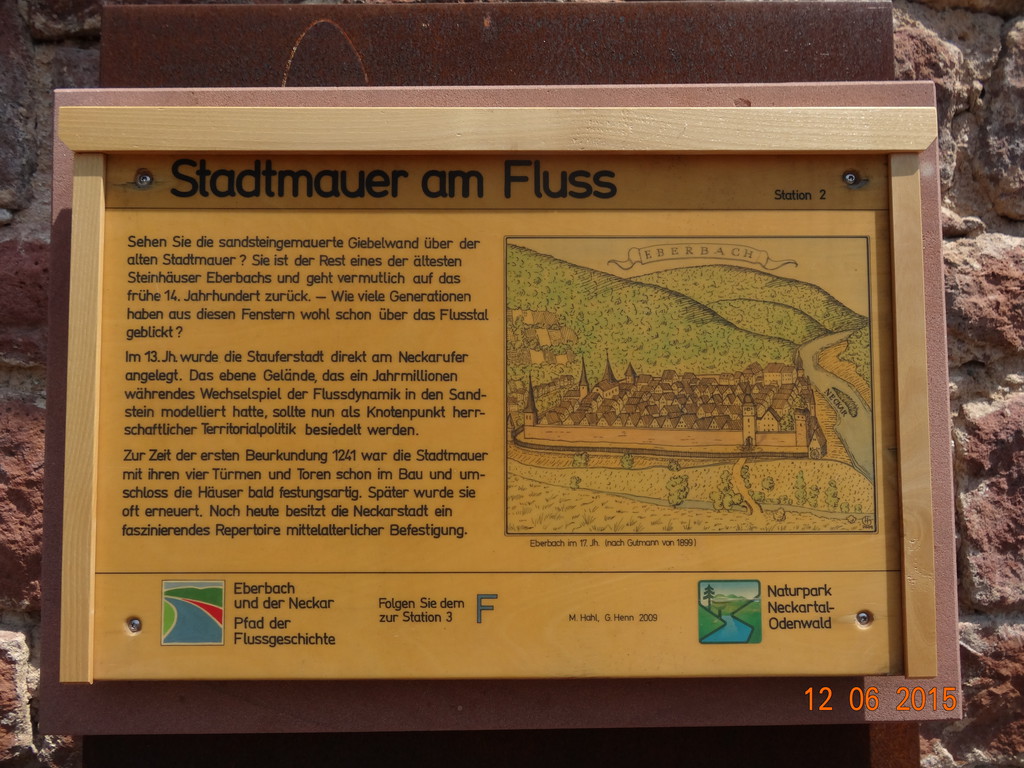 Stadtmauer am Fluss
Station 2
Sehen Sie die sandsteingemauerte Giebelwand über der
alten Stadtmauer? Sie ist der Rest eines der ältesten
Steinhäuser Eberbachs und geht vermutlich auf das
frühe 14. Jahrhundert zurück. – Wie viele Generationen
haben aus diesen Fenstern wohl schon über das Flusstal
geblickt?
Im 13. Jh. wurde die Stauferstadt direkt am Neckarufer
angelegt. Das ebene Gelände, das ein Jahrmillionen
währendes Wechselspiel der Flussdynamik in den Sand-
stein modelliert hatte, sollte nun als Knotenpunkt herr-
schaftlicher Territorialpolitik besiedelt werden.
Zur Zeit der ersten Beurkundung 1241 war die Stadtmauer
mit ihren vier Türmen und Toren schon im Bau und um-
schloss die Häuser bald festungsartig. Später wurde sie
oft erneuert. Noch heute besitzt die Neckarstadt ein
faszinierendes Repertoire mittelalterlicher Befestigung.
EBERBACH
NECKAR
Eberbach im 17. Jh. (nach Gutmann von 1899)
Eberbach
und der Neckar
Pfad der
Flussgeschichte
Folgen Sie dem
zur Station 3
F
M. Hahl, G. Henn 2009
Naturpark
Neckartal-
Odenwald
12 06 2015